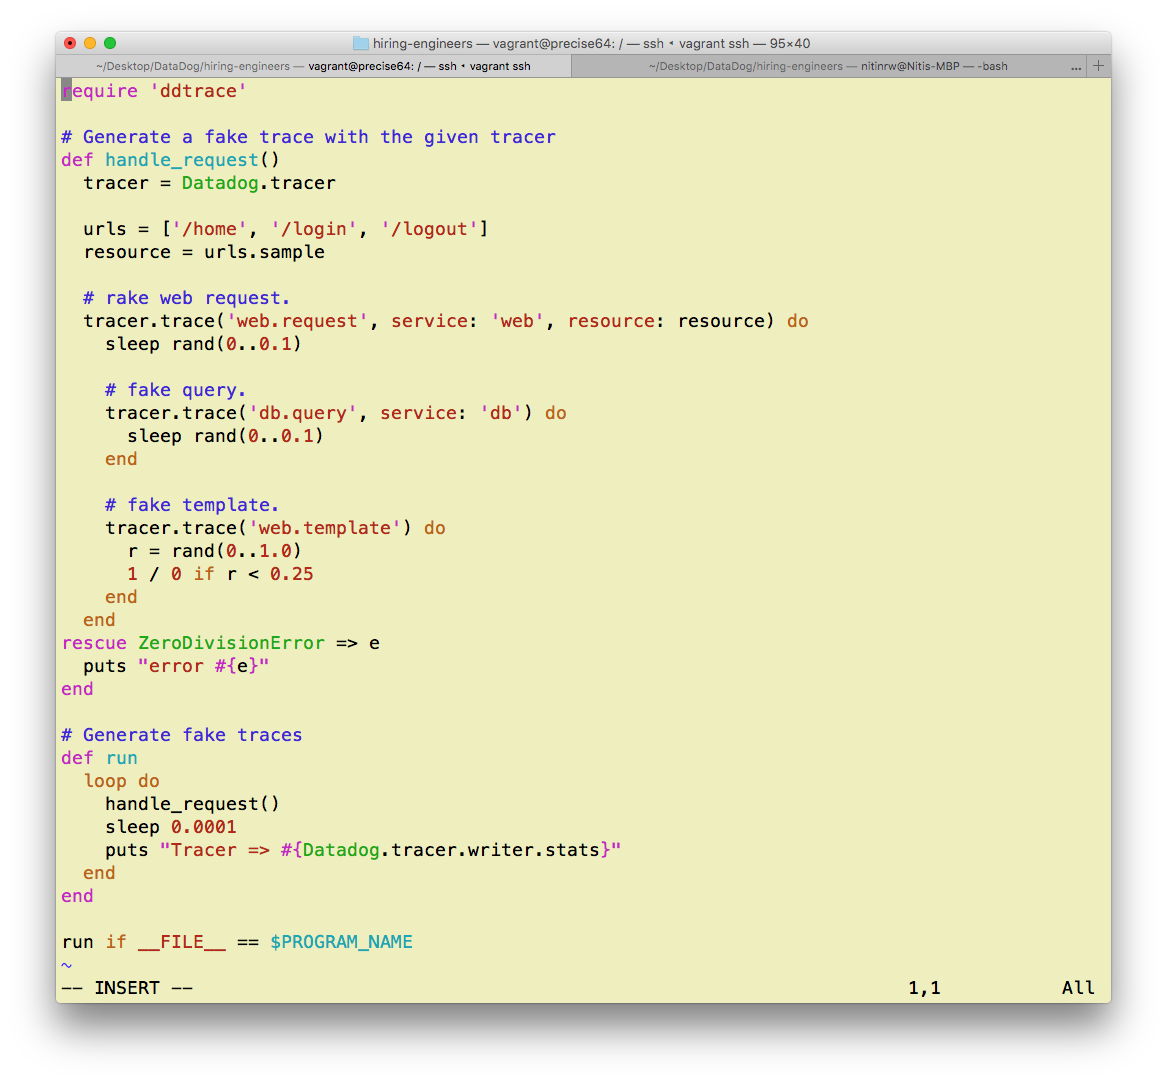 hiring-engineers — vagrant@precise64: / — ssh ◂ vagrant ssh — 95×40
~/Desktop/DataDog/hiring-engineers — vagrant@precise64: / — ssh ◂ vagrant ssh
~/Desktop/DataDog/hiring-engineers — nitinrw@Nitis-MBP — -bash ... +
require 'ddtrace'

# Generate a fake trace with the given tracer
def handle_request()
  tracer = Datadog.tracer

  urls = ['/home', '/login', '/logout']
  resource = urls.sample

  # rake web request.
  tracer.trace('web.request', service: 'web', resource: resource) do
    sleep rand(0..0.1)

    # fake query.
    tracer.trace('db.query', service: 'db') do
      sleep rand(0..0.1)
    end

    # fake template.
    tracer.trace('web.template') do
      r = rand(0..1.0)
      1 / 0 if r < 0.25
    end
  end
rescue ZeroDivisionError => e
  puts "error #{e}"
end

# Generate fake traces
def run
  loop do
    handle_request()
    sleep 0.0001
    puts "Tracer => #{Datadog.tracer.writer.stats}"
  end
end

run if __FILE__ == $PROGRAM_NAME
~
-- INSERT -- 1,1 All